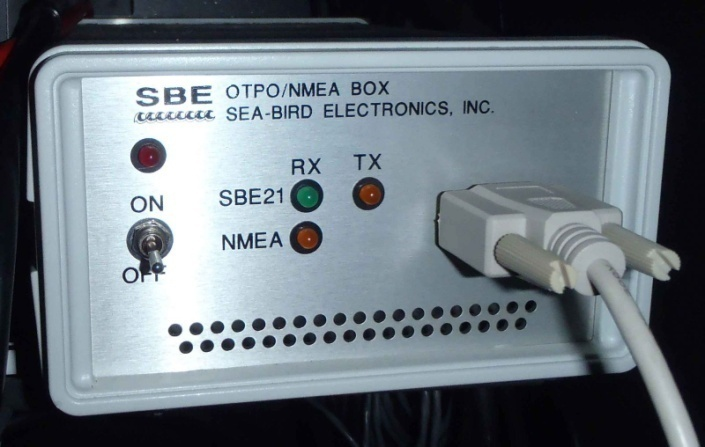 SBE OTPO/NMEA BOX
SEA-BIRD ELECTRONICS, INC.
RX TX
ON SBE21
OFF NMEA